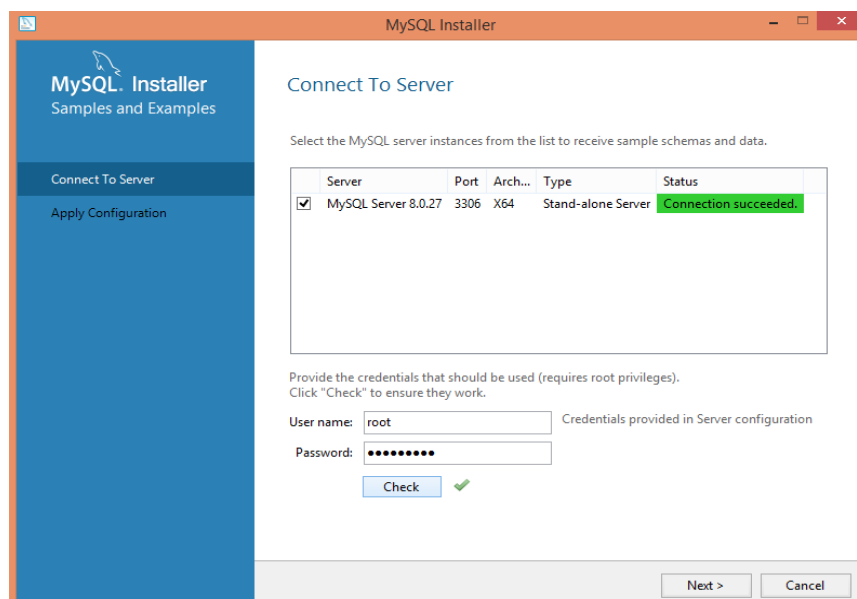 MySQL Installer
MySQL. Installer
Samples and Examples
Connect To Server
Apply Configuration
Connect To Server
Select the MySQL server instances from the list to receive sample schemas and data.
Server Port Arch... Type Status
MySQL Server 8.0.27 3306 X64 Stand-alone Server Connection succeeded.
Provide the credentials that should be used (requires root privileges).
Click "Check" to ensure they work.
User name: root Credentials provided in Server configuration
Password: ●●●●●●●●●
Check
Next > Cancel